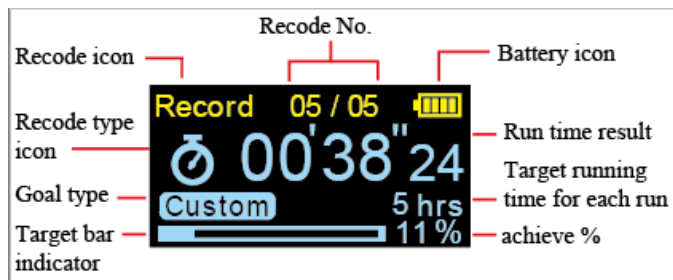 Recode No.
Recode icon
Battery icon
Record 05 / 05
Recode type
icon
00'38"24
Run time result
Target running
time for each run
Goal type
Custom 5 hrs
Target bar
indicator
11%
achieve %